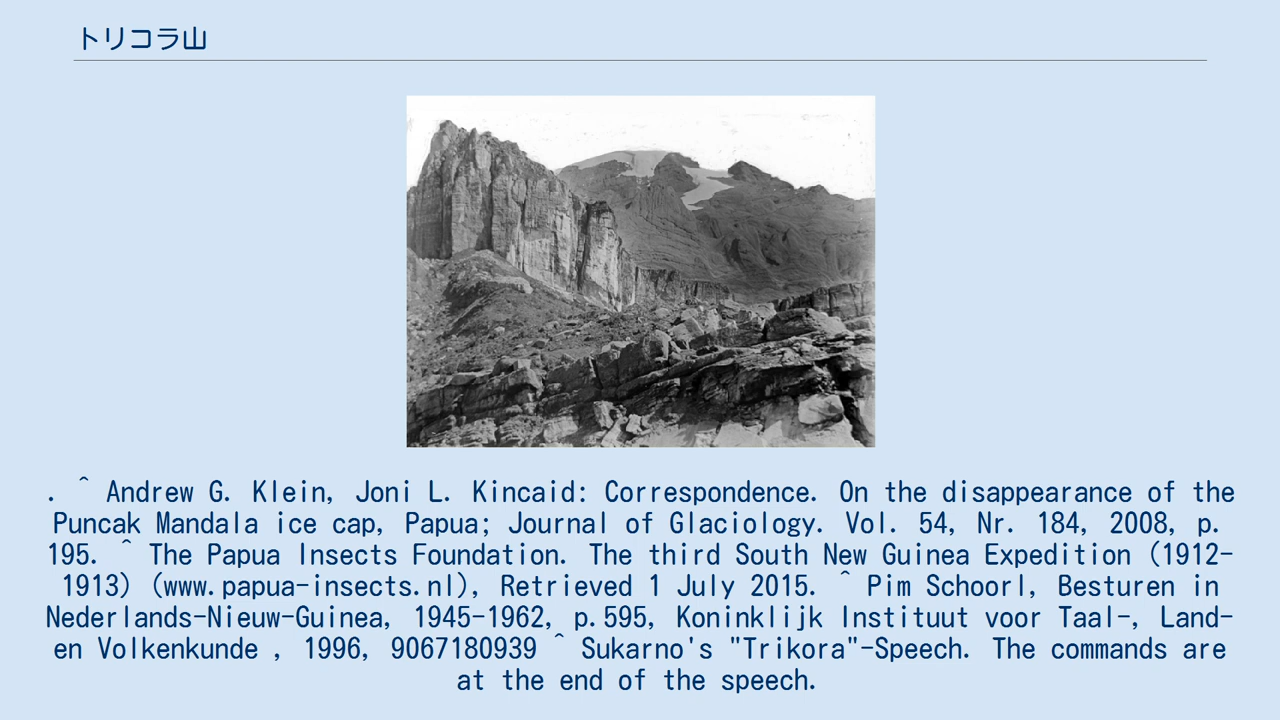 トリコラ山
. ^ Andrew G. Klein, Joni L. Kincaid: Correspondence. On the disappearance of the
Puncak Mandala ice cap, Papua; Journal of Glaciology. Vol. 54, Nr. 184, 2008, p.
195. ^ The Papua Insects Foundation. The third South New Guinea Expedition (1912-
1913) (www.papua-insects.nl), Retrieved 1 July 2015. ^ Pim Schoorl, Besturen in
Nederlands-Nieuw-Guinea, 1945-1962, p.595, Koninklijk Instituut voor Taal-, Land-
en Volkenkunde , 1996, 9067180939 ^ Sukarno's "Trikora"-Speech. The commands are
at the end of the speech.